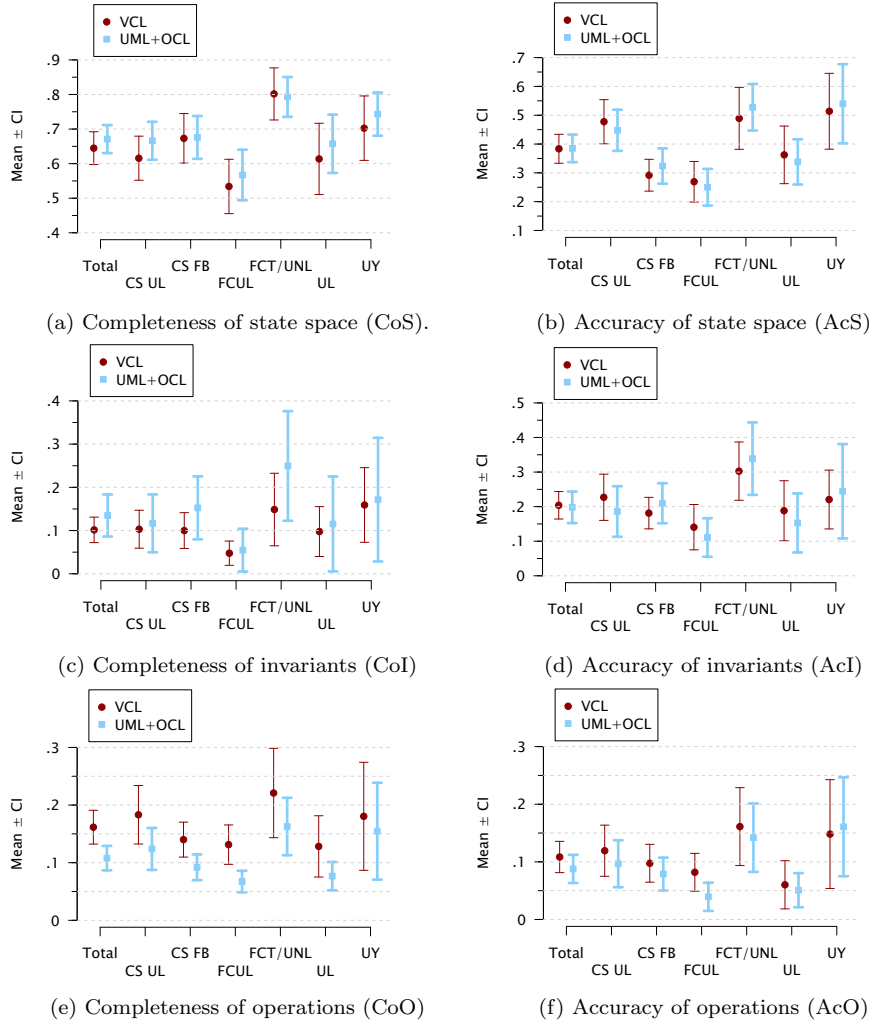 VCL
UML+OCL
Mean ± CI
.9
.8
.7
.6
.5
.4
Total
CS UL
CS FB
FCUL
FCT/UNL
UL
UY
(a) Completeness of state space (CoS).
VCL
UML+OCL
Mean ± CI
.7
.6
.5
.4
.3
.2
.1
Total
CS UL
CS FB
FCUL
FCT/UNL
UL
UY
(b) Accuracy of state space (AcS)
VCL
UML+OCL
Mean ± CI
.4
.3
.2
.1
0
Total
CS UL
CS FB
FCUL
FCT/UNL
UL
UY
(c) Completeness of invariants (CoI)
VCL
UML+OCL
Mean ± CI
.5
.4
.3
.2
.1
0
Total
CS UL
CS FB
FCUL
FCT/UNL
UL
UY
(d) Accuracy of invariants (AcI)
VCL
UML+OCL
Mean ± CI
.3
.2
.1
0
Total
CS UL
CS FB
FCUL
FCT/UNL
UL
UY
(e) Completeness of operations (CoO)
VCL
UML+OCL
Mean ± CI
.3
.2
.1
0
Total
CS UL
CS FB
FCUL
FCT/UNL
UL
UY
(f) Accuracy of operations (AcO)